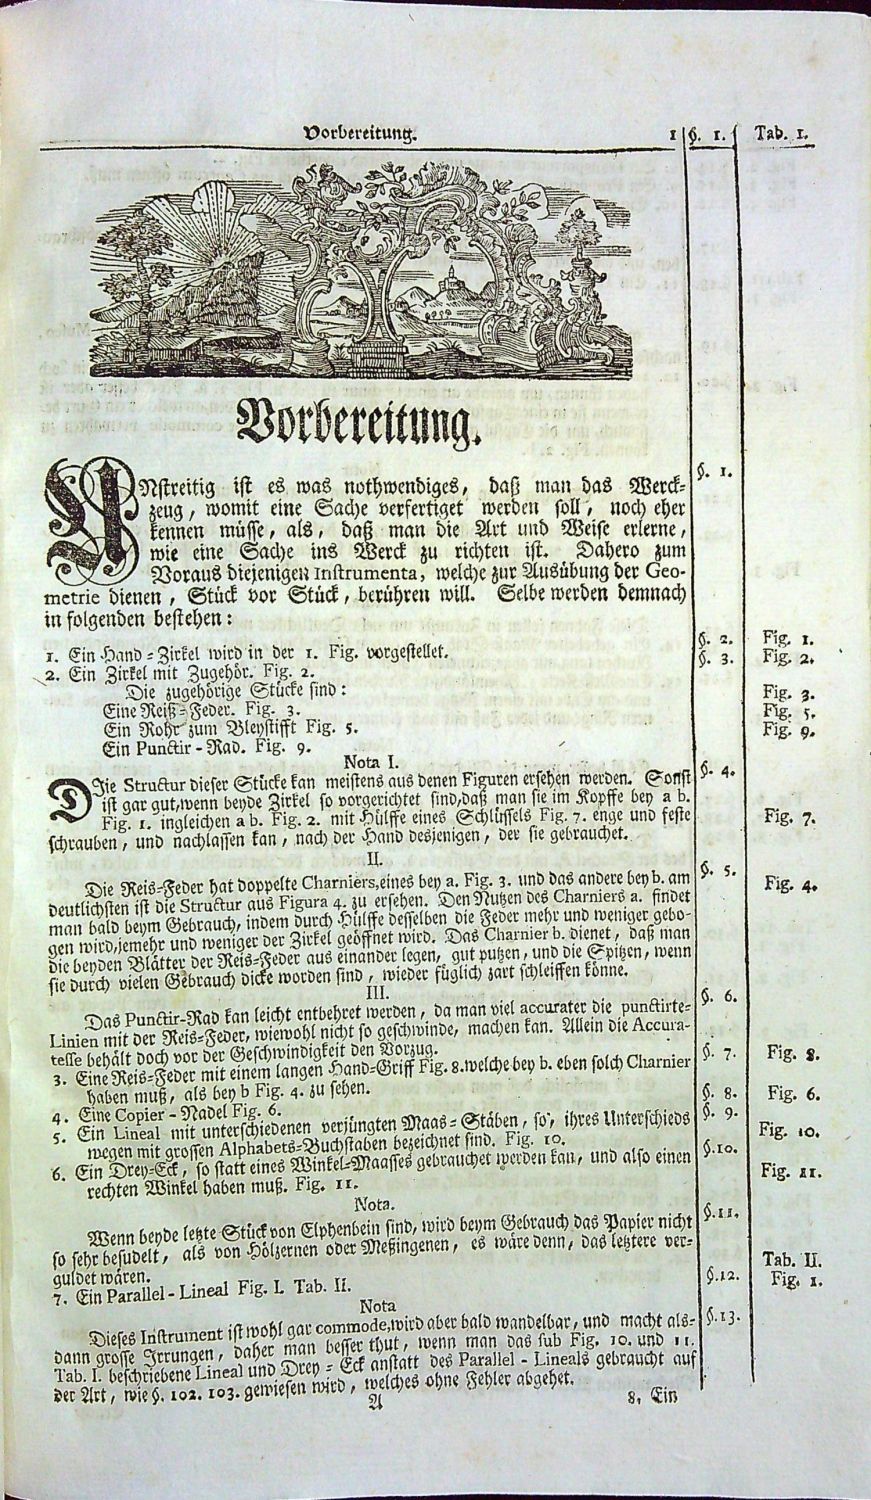 Vorbereitung. 1 §. 1. Tab. 1.
Vorbereitung.
UNstreitig ist es was nothwendiges, daß man das Werck= §. 1.
zeug, womit eine Sache verfertiget werden soll, noch eher
kennen müsse, als, daß man die Art und Weise erlerne,
wie eine Sache ins Werck zu richten ist. Dahero zum
Voraus diejenigen Instrumenta, welche zur Ausübung der Geo-
metrie dienen, Stück vor Stück, berühren will. Selbe werden demnach
in folgenden bestehen:
1. Ein Hand=Zirkel wird in der 1. Fig. vorgestellet. §. 2. Fig. 1.
2. Ein Zirkel mit Zugehör. Fig. 2. §. 3. Fig. 2.
Die zugehörige Stücke sind:
Eine Reiß=Feder. Fig. 3. Fig. 3.
Ein Rohr zum Bleystifft Fig. 5. Fig. 5.
Ein Punctir-Rad. Fig. 9. Fig. 9.
Nota I.
DIe Structur dieser Stücke kan meistens aus denen Figuren ersehen werden. Sonst §. 4.
ist gar gut, wenn beyde Zirkel so vorgerichtet sind, daß man sie im Kopffe bey a b.
Fig. 1. ingleichen a b. Fig. 2. mit Hülffe eines Schlüssels Fig. 7. enge und feste Fig. 7.
schrauben, und nachlassen kan, nach der Hand desjenigen, der sie gebrauchet.
II.
Die Reis-Feder hat doppelte Charniers, eines bey a. Fig. 3. und das andere bey b. am §. 5.
deutlichsten ist die Structur aus Figura 4. zu ersehen. Den Nutzen des Charniers a. findet Fig. 4.
man bald beym Gebrauch, indem durch Hülffe desselben die Feder mehr und weniger gebo-
gen wird, jemehr und weniger der Zirkel geöffnet wird. Das Charnier b. dienet, daß man
die beyden Blätter der Reis-Feder aus einander legen, gut putzen, und die Spitzen, wenn
sie durch vielen Gebrauch dicke worden sind, wieder füglich zart schleiffen könne.
III.
Das Punctir-Rad kan leicht entbehret werden, da man viel accurater die punctirte- §. 6.
Linien mit der Reis-Feder, wiewohl nicht so geschwinde, machen kan. Allein die Accura-
tesse behält doch vor der Geschwindigkeit den Vorzug.
3. Eine Reis=Feder mit einem langen Hand=Griff Fig. 8. welche bey b. eben solch Charnier §. 7. Fig. 8.
haben muß, als bey b Fig. 4. zu sehen.
4. Eine Copier-Nadel Fig. 6. §. 8. Fig. 6.
5. Ein Lineal mit unterschiedenen verjüngten Maas=Stäben, so, ihres Unterschieds §. 9.
wegen mit grossen Alphabets=Buchstaben bezeichnet sind. Fig. 10. Fig. 10.
6. Ein Drey=Eck, so statt eines Winkel=Maasses gebrauchet werden kan, und also einen §. 10.
rechten Winkel haben muß. Fig. 11. Fig. 11.
Nota.
Wenn beyde letzte Stück von Elphenbein sind, wird beym Gebrauch das Papier nicht §. 11.
so sehr besudelt, als von Hölzernen oder Meßingenen, es wäre denn, das letztere ver-
guldet wären. Tab. II.
7. Ein Parallel-Lineal Fig. I. Tab. II. §. 12. Fig. 1.
Nota
Dieses Instrument ist wohl gar commode, wird aber bald wandelbar, und macht als- §. 13.
dann grosse Irrungen, daher man besser thut, wenn man das sub Fig. 10. und 11.
Tab. I. beschriebene Lineal und Drey=Eck anstatt des Parallel-Lineals gebraucht auf
der Art, wie §. 102. 103. gewiesen wird, welches ohne Fehler abgehet.
A 8. Ein